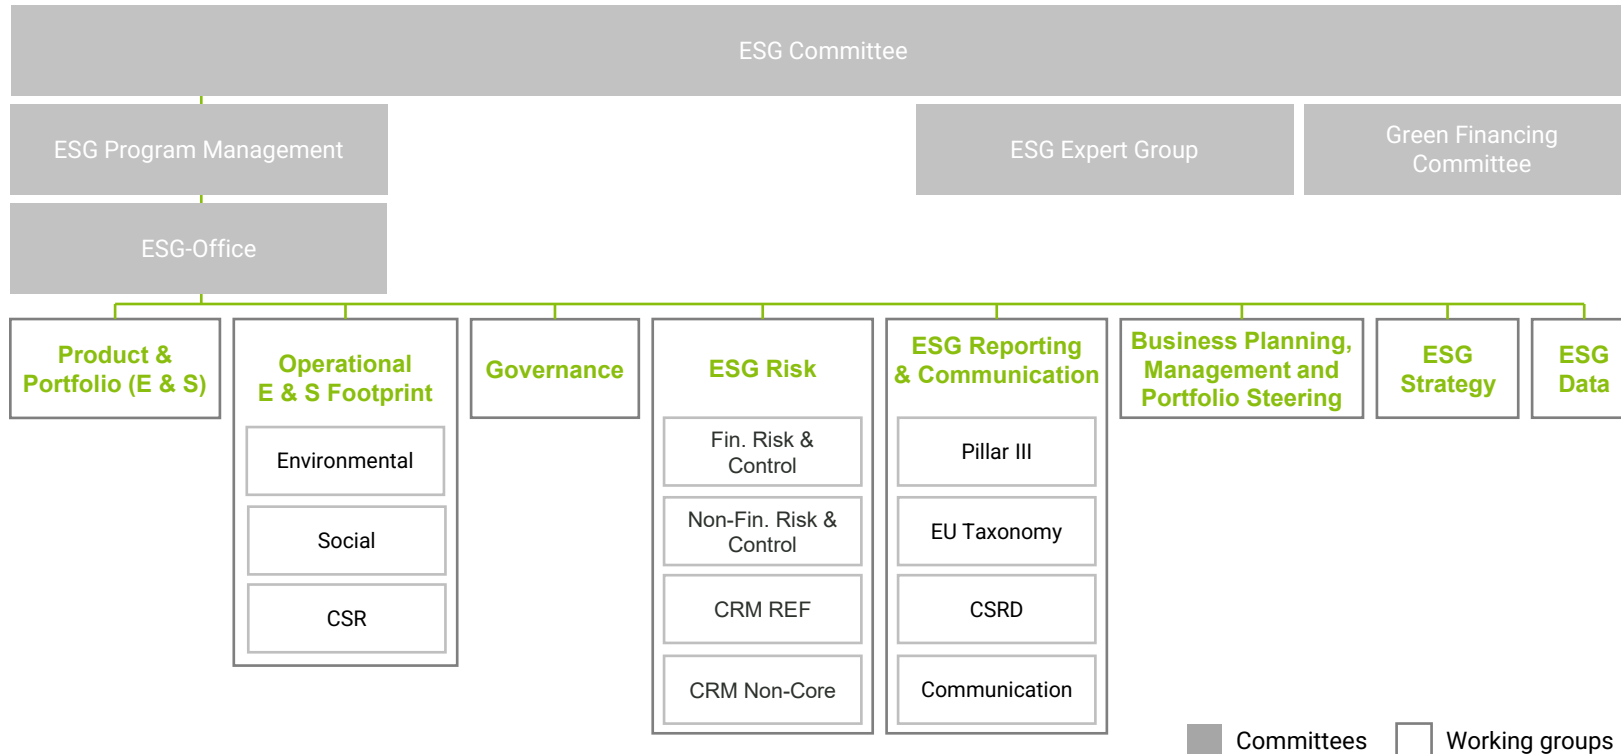 ESG Committee
ESG Program Management
ESG Expert Group
Green Financing
Committee
ESG-Office
Product &
Portfolio (E & S)
Operational
E & S Footprint
Environmental
Social
CSR
Governance
ESG Risk
Fin. Risk &
Control
Non-Fin. Risk &
Control
CRM REF
CRM Non-Core
ESG Reporting
& Communication
Pillar III
EU Taxonomy
CSRD
Communication
Business Planning,
Management and
Portfolio Steering
ESG
Strategy
ESG
Data
Committees
Working groups